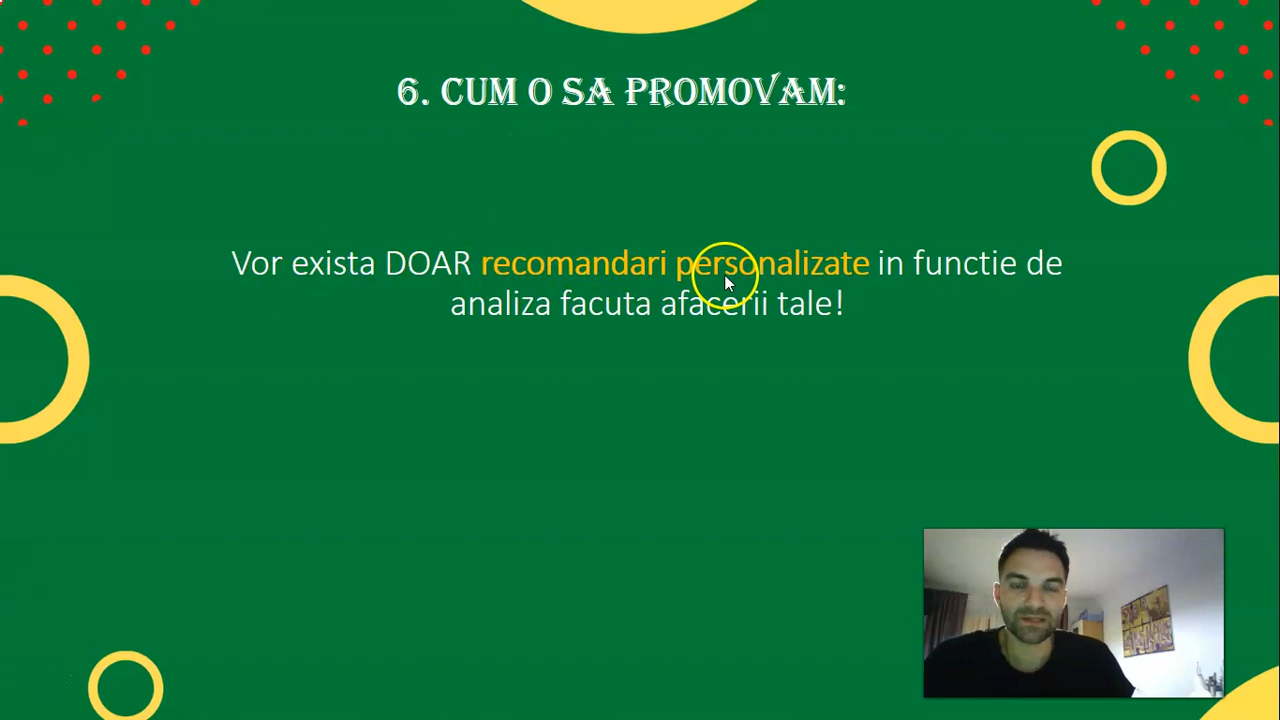 6. CUM O SA PROMOVAM:
Vor exista DOAR recomandari personalizate in functie de
analiza facuta afacerii tale!